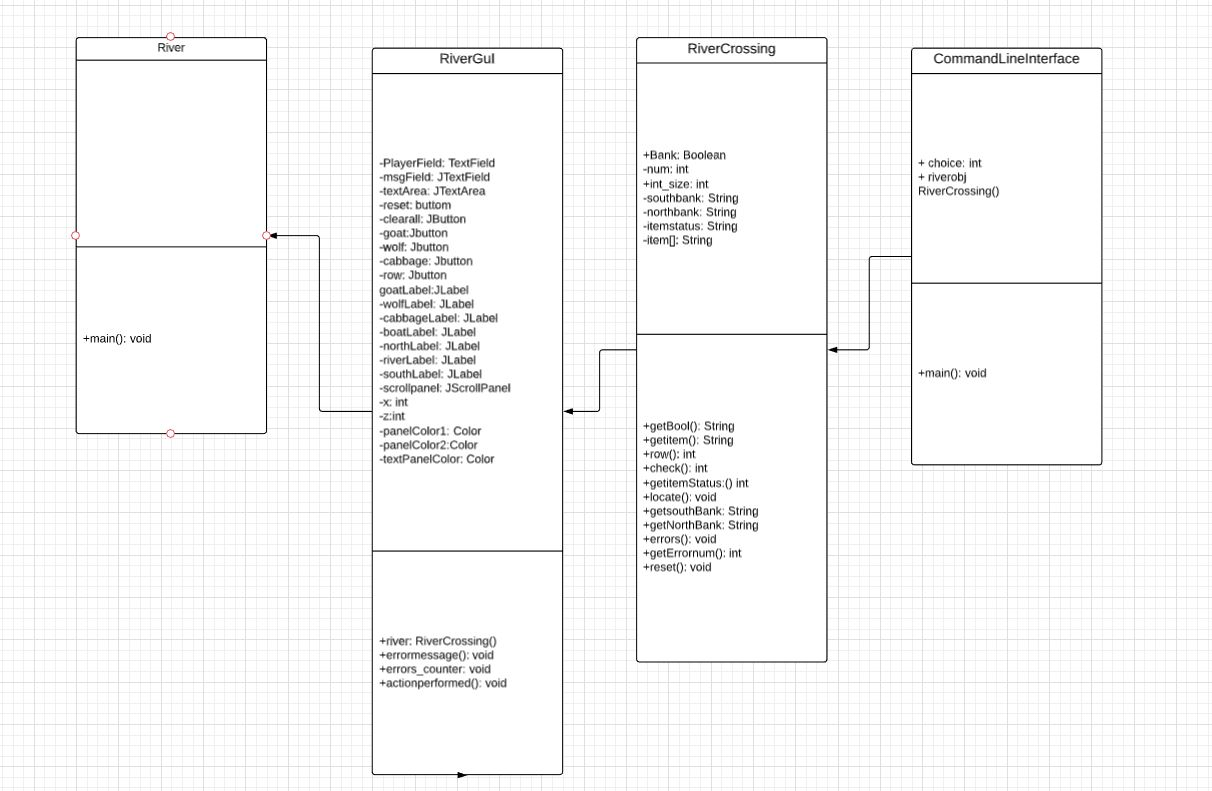 River
+main(): void
RiverGuI
-PlayerField: TextField
-msgField: JTextField
-textArea: JTextArea
-reset: buttom
-clearall: JButton
-goat:Jbutton
-wolf: Jbutton
-cabbage: Jbutton
-row: Jbutton
goatLabel:JLabel
-wolfLabel: JLabel
-cabbageLabel: JLabel
-boatLabel: JLabel
-northLabel: JLabel
-riverLabel: JLabel
-southLabel: JLabel
-scrollpanel: JScrollPanel
-x: int
-z:int
-panelColor1: Color
-panelColor2:Color
-textPanelColor: Color
+river: RiverCrossing()
+errormessage(): void
+errors_counter: void
+actionperformed(): void
RiverCrossing
+Bank: Boolean
-num: int
+int_size: int
-southbank: String
-northbank: String
-itemstatus: String
-item[]: String
+getBool(): String
+getitem(): String
+row(): int
+check(): int
+getitemStatus:() int
+locate(): void
+getsouthBank: String
+getNorthBank: String
+errors(): void
+getErrornum(): int
+reset(): void
CommandLineInterface
+ choice: int
+ riverobj
RiverCrossing()
+main(): void